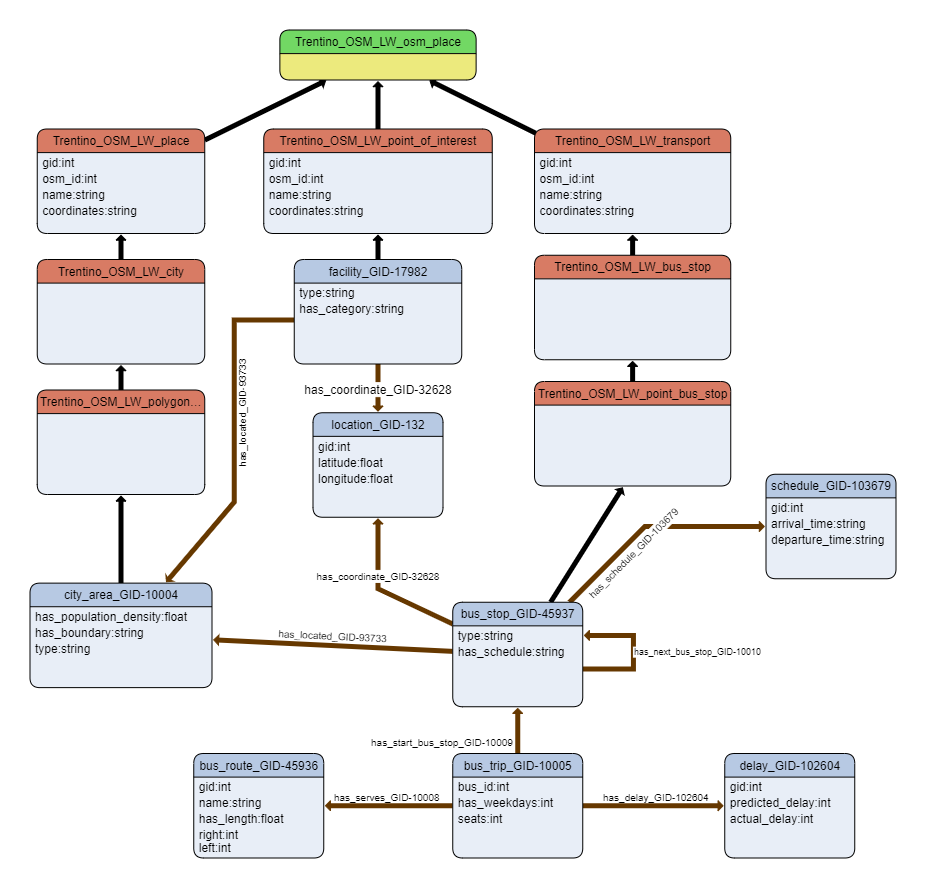 Trentino_OSM_LW_osm_place
Trentino_OSM_LW_place
gid:int
osm_id:int
name:string
coordinates:string
Trentino_OSM_LW_point_of_interest
gid:int
osm_id:int
name:string
coordinates:string
Trentino_OSM_LW_transport
gid:int
osm_id:int
name:string
coordinates:string
Trentino_OSM_LW_city
facility_GID-17982
type:string
has_category:string
Trentino_OSM_LW_bus_stop
has_located_GID-93733
has_coordinate_GID-32628
Trentino_OSM_LW_polygon...
Trentino_OSM_LW_point_bus_stop
location_GID-132
gid:int
latitude:float
longitude:float
schedule_GID-103679
gid:int
arrival_time:string
departure_time:string
has_schedule_GID-103679
has_coordinate_GID-32628
city_area_GID-10004
has_population_density:float
has_boundary:string
type:string
has_located_GID-93733
bus_stop_GID-45937
type:string
has_schedule:string
has_next_bus_stop_GID-10010
has_start_bus_stop_GID-10009
bus_route_GID-45936
gid:int
name:string
has_length:float
right:int
left:int
has_serves_GID-10008
bus_trip_GID-10005
bus_id:int
has_weekdays:int
seats:int
has_delay_GID-102604
delay_GID-102604
gid:int
predicted_delay:int
actual_delay:int